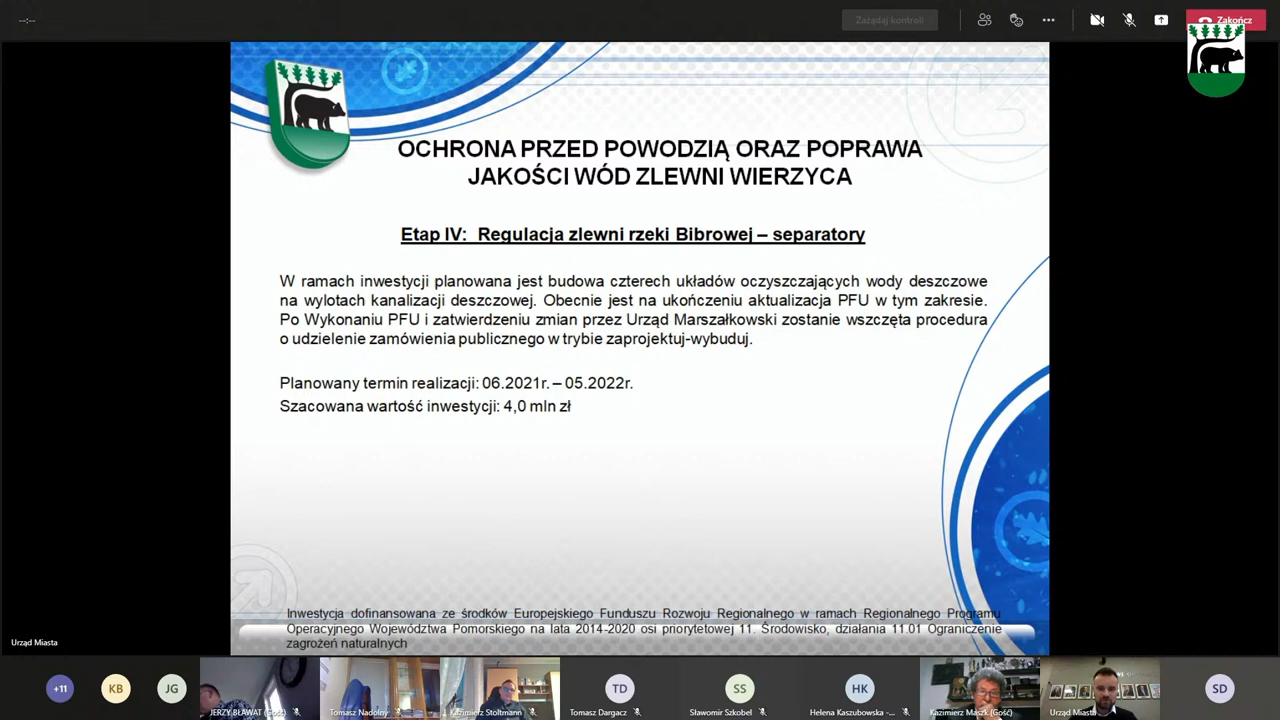 --:--
Zażądaj kontroli
Zakończ
OCHRONA PRZED POWODZIĄ ORAZ POPRAWA
JAKOŚCI WÓD ZLEWNI WIERZYCA
Etap IV: Regulacja zlewni rzeki Bibrowej – separatory
W ramach inwestycji planowana jest budowa czterech układów oczyszczających wody deszczowe
na wylotach kanalizacji deszczowej. Obecnie jest na ukończeniu aktualizacja PFU w tym zakresie.
Po Wykonaniu PFU i zatwierdzeniu zmian przez Urząd Marszałkowski zostanie wszczęta procedura
o udzielenie zamówienia publicznego w trybie zaprojektuj-wybuduj.
Planowany termin realizacji: 06.2021r. – 05.2022r.
Szacowana wartość inwestycji: 4,0 mln zł
Inwestycja dofinansowana ze środków Europejskiego Funduszu Rozwoju Regionalnego w ramach Regionalnego Programu
Operacyjnego Województwa Pomorskiego na lata 2014-2020 osi priorytetowej 11. Środowisko, działania 11.01 Ograniczenie
zagrożeń naturalnych
Urząd Miasta
+11
KB
JG
TD
SS
HK
SD
JERZY BŁAWAT (Gość)
Tomasz Nadolny
Kazimierz Stoltmann
Tomasz Dargacz
Sławomir Szkobel
Helena Kaszubowska -...
Kazimierz Maszk (Gość)
Urząd Miasta